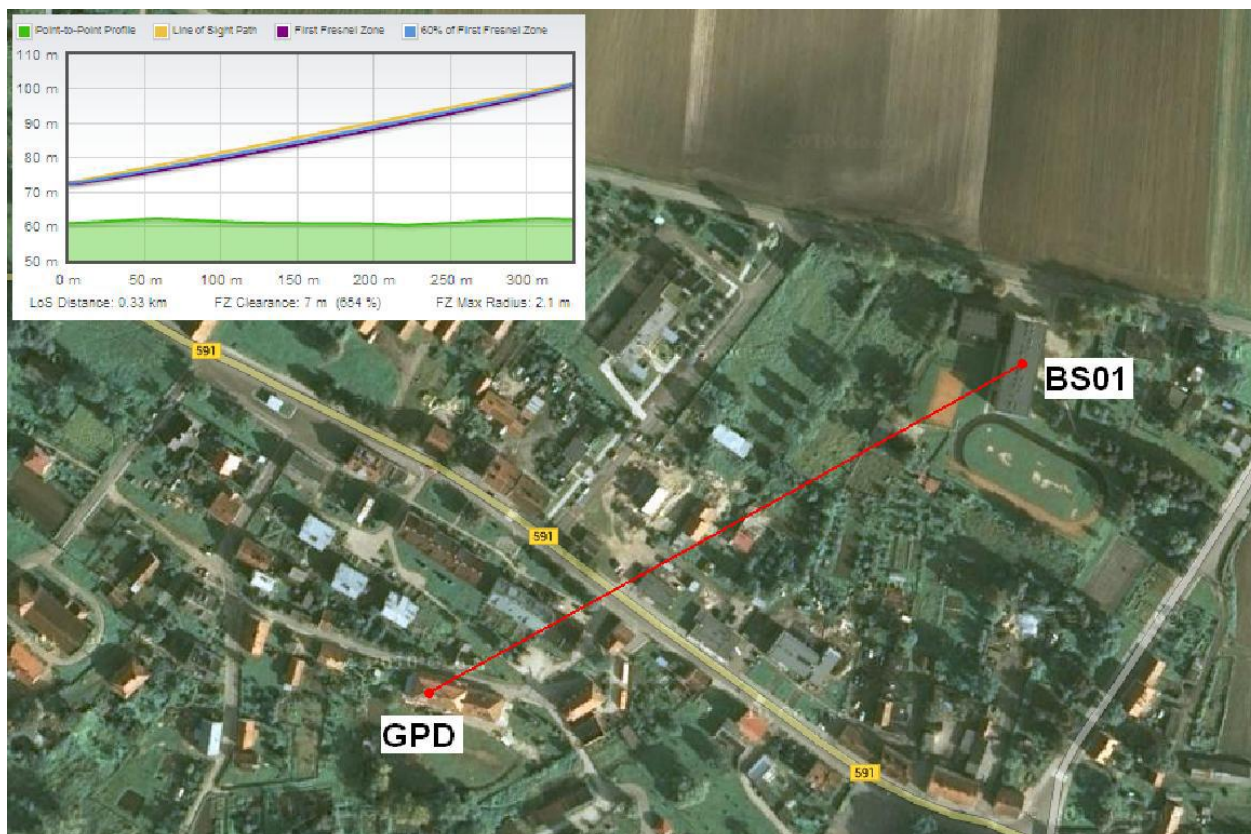 Point-to-Point Profile Line of Sight Path First Fresnel Zone 60% of First Fresnel Zone
110 m
100 m
90 m
80 m
70 m
60 m
50 m
0 m 50 m 100 m 150 m 200 m 250 m 300 m
LoS Distance: 0.33 km FZ Clearance: 7 m (654 %) FZ Max Radius: 2.1 m
591
BS01
591
GPD
591